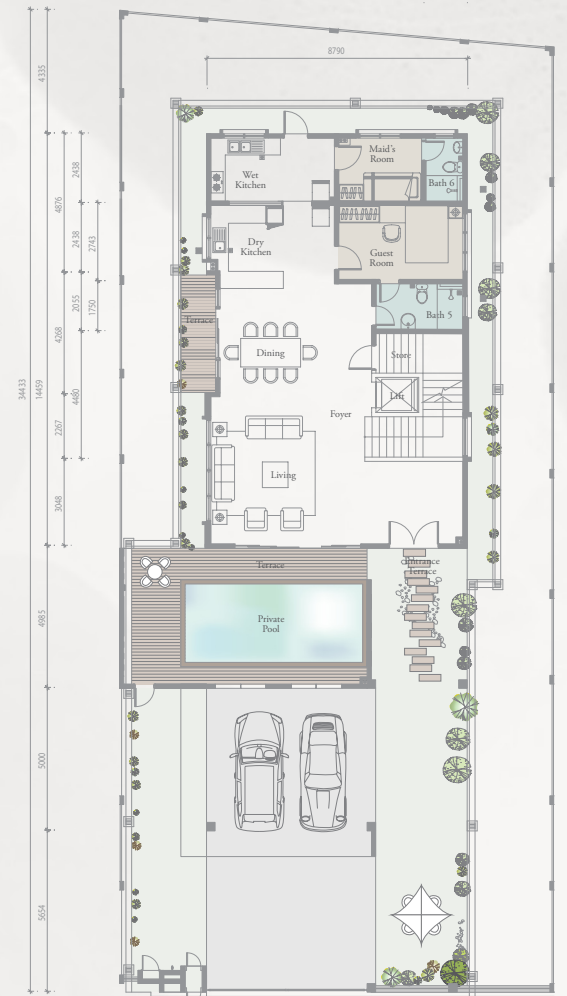 8790
4335
Maid's
Room
Wet
Kitchen
Bath 6
2438
4876
Dry
Kitchen
Guest
Room
2438
2743
2055
1750
Terrace
Bath 5
4268
Dining
Store
Lift
34433
14459
4480
Foyer
2267
Living
3048
Terrace
Entrance
Terrace
Private
Pool
4985
5000
5654